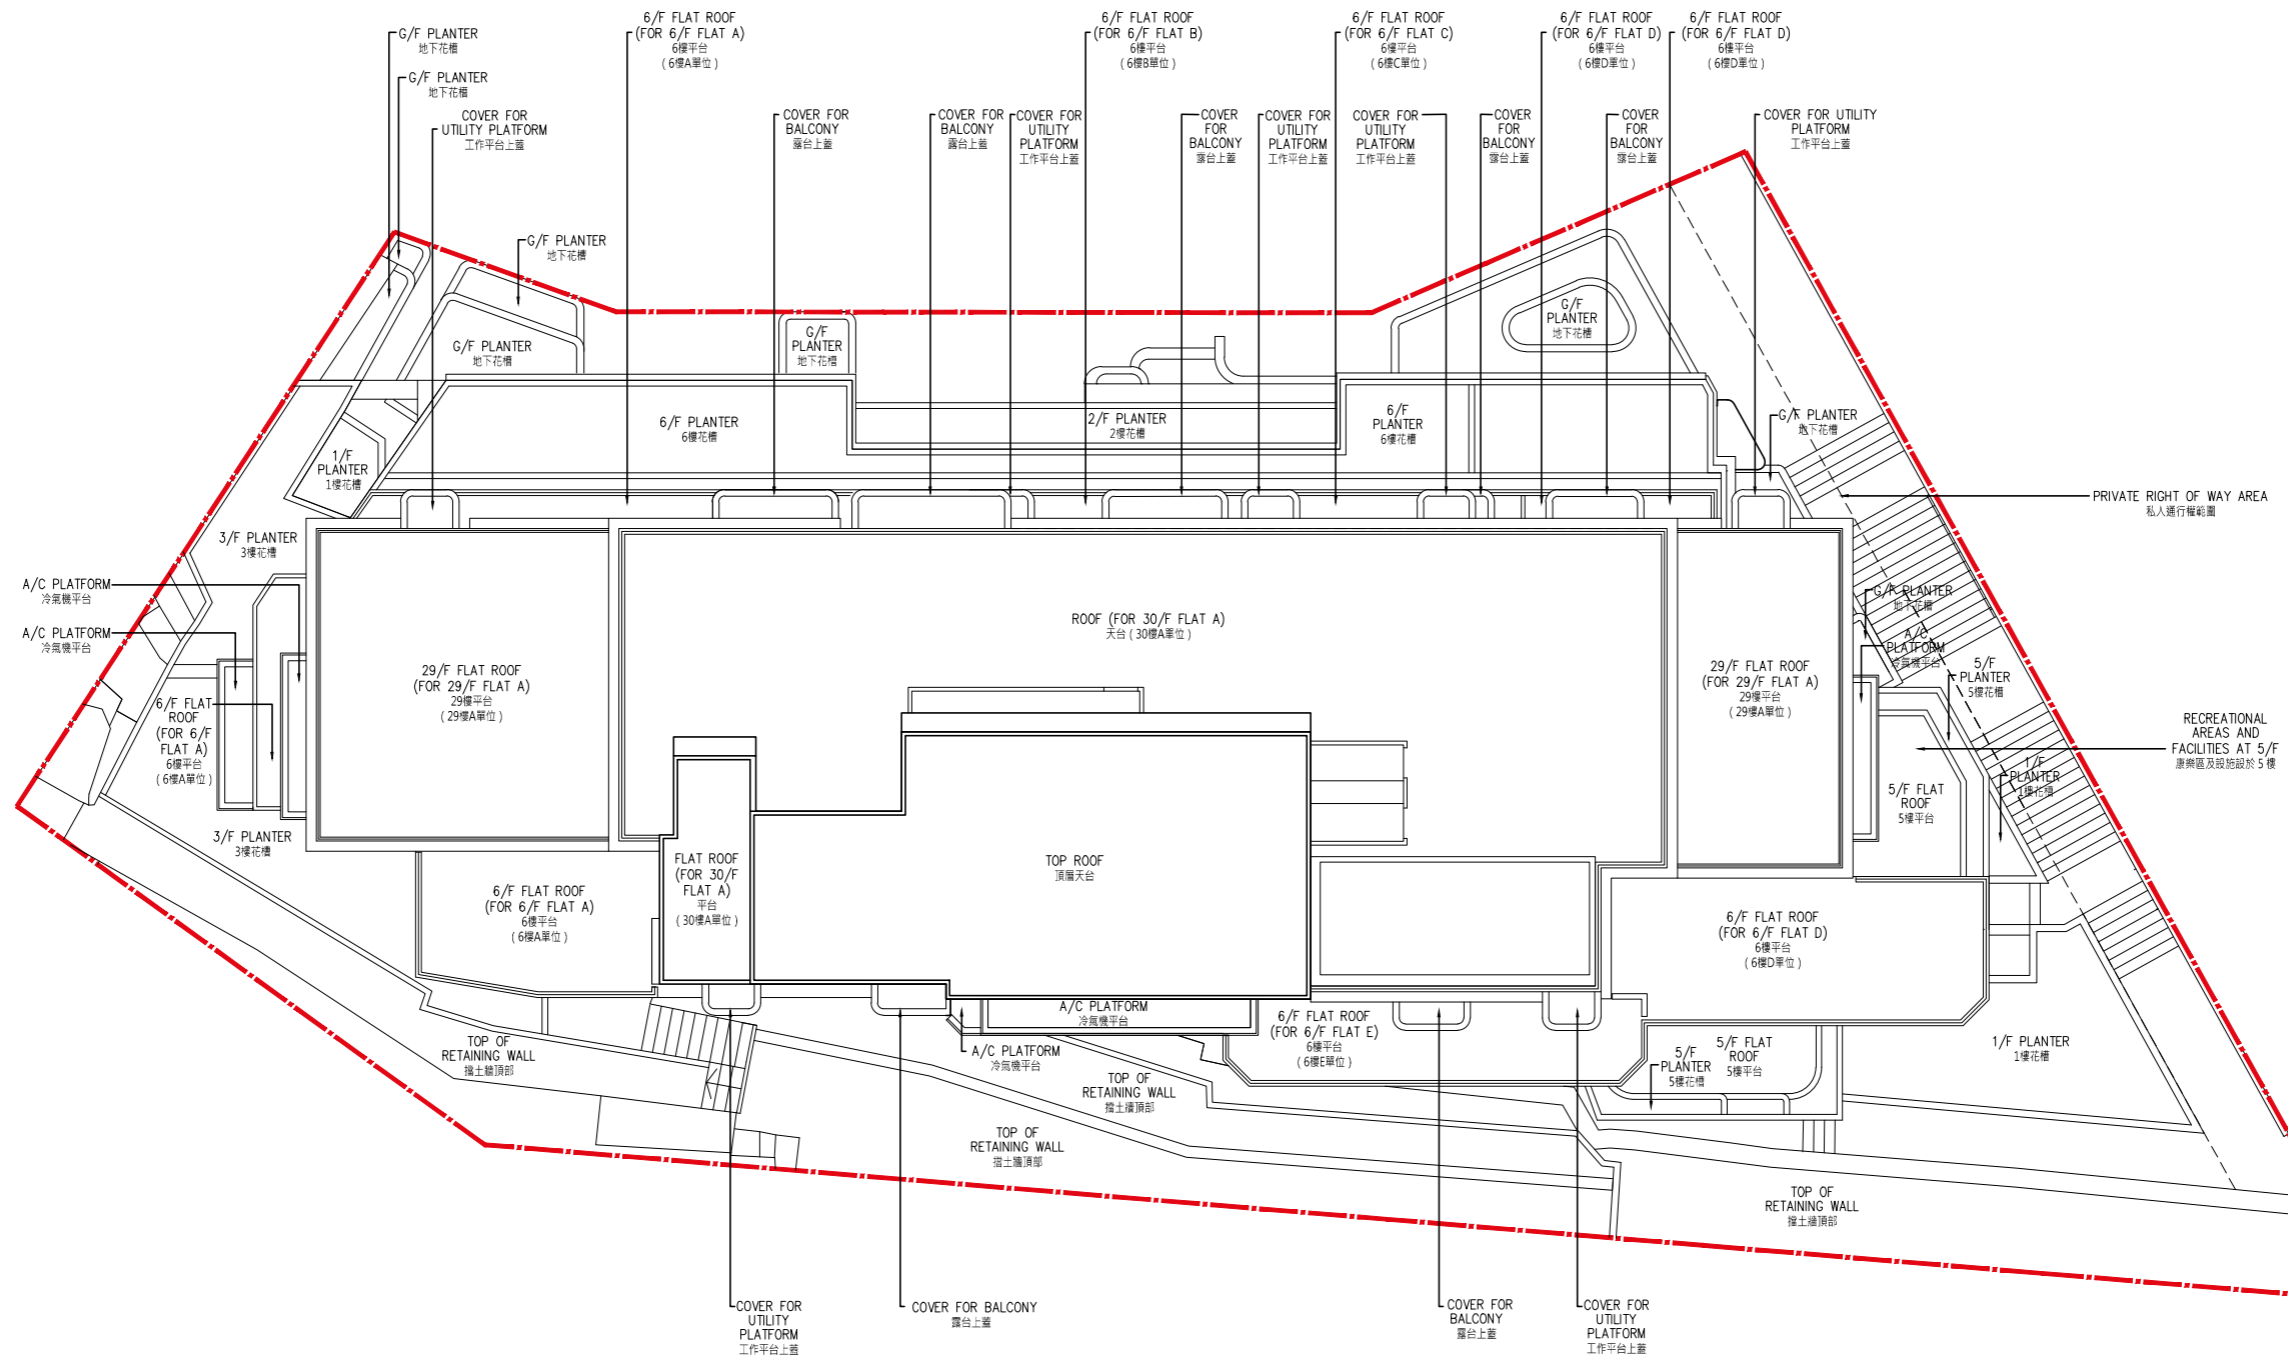 G/F PLANTER
地下花槽
G/F PLANTER
地下花槽
COVER FOR
UTILITY PLATFORM
工作平台上蓋
6/F FLAT ROOF
(FOR 6/F FLAT A)
6樓平台
(6樓A單位)
COVER FOR
BALCONY
露台上蓋
COVER FOR
BALCONY
露台上蓋
COVER FOR
UTILITY
PLATFORM
工作平台上蓋
6/F FLAT ROOF
(FOR 6/F FLAT B)
6樓平台
(6樓B單位)
COVER
FOR
BALCONY
露台上蓋
COVER FOR
UTILITY
PLATFORM
工作平台上蓋
6/F FLAT ROOF
(FOR 6/F FLAT C)
6樓平台
(6樓C單位)
COVER FOR
UTILITY
PLATFORM
工作平台上蓋
COVER
FOR
BALCONY
露台上蓋
6/F FLAT ROOF
(FOR 6/F FLAT D)
6樓平台
(6樓D單位)
COVER
FOR
BALCONY
露台上蓋
6/F FLAT ROOF
(FOR 6/F FLAT D)
6樓平台
(6樓D單位)
COVER FOR UTILITY
PLATFORM
工作平台上蓋
G/F PLANTER
地下花槽
G/F PLANTER
地下花槽
G/F
PLANTER
地下花槽
G/F
PLANTER
地下花槽
6/F PLANTER
6樓花槽
2/F PLANTER
2樓花槽
6/F
PLANTER
6樓花槽
G/F PLANTER
地下花槽
1/F
PLANTER
1樓花槽
PRIVATE RIGHT OF WAY AREA
私人通行權範圍
3/F PLANTER
3樓花槽
A/C PLATFORM
冷氣機平台
A/C PLATFORM
冷氣機平台
6/F FLAT
ROOF
(FOR 6/F
FLAT A)
6樓平台
(6樓A單位)
29/F FLAT ROOF
(FOR 29/F FLAT A)
29樓平台
(29樓A單位)
ROOF (FOR 30/F FLAT A)
天台(30樓A單位)
29/F FLAT ROOF
(FOR 29/F FLAT A)
29樓平台
(29樓A單位)
G/F PLANTER
地下花槽
A/C
PLATFORM
冷氣機平台
5/F
PLANTER
5樓花槽
RECREATIONAL
AREAS AND
FACILITIES AT 5/F
康樂區及設施設於 5 樓
1/F
PLANTER
1樓花槽
5/F FLAT
ROOF
5樓平台
3/F PLANTER
3樓花槽
6/F FLAT ROOF
(FOR 6/F FLAT A)
6樓平台
(6樓A單位)
FLAT ROOF
(FOR 30/F
FLAT A)
平台
(30樓A單位)
TOP ROOF
頂層天台
6/F FLAT ROOF
(FOR 6/F FLAT D)
6樓平台
(6樓D單位)
A/C PLATFORM
冷氣機平台
A/C PLATFORM
冷氣機平台
6/F FLAT ROOF
(FOR 6/F FLAT E)
6樓平台
(6樓E單位)
TOP OF
RETAINING WALL
擋土牆頂部
TOP OF
RETAINING WALL
擋土牆頂部
TOP OF
RETAINING WALL
擋土牆頂部
5/F
PLANTER
5樓花槽
5/F FLAT
ROOF
5樓平台
1/F PLANTER
1樓花槽
TOP OF
RETAINING WALL
擋土牆頂部
COVER FOR
UTILITY
PLATFORM
工作平台上蓋
COVER FOR BALCONY
露台上蓋
COVER FOR
BALCONY
露台上蓋
COVER FOR
UTILITY
PLATFORM
工作平台上蓋